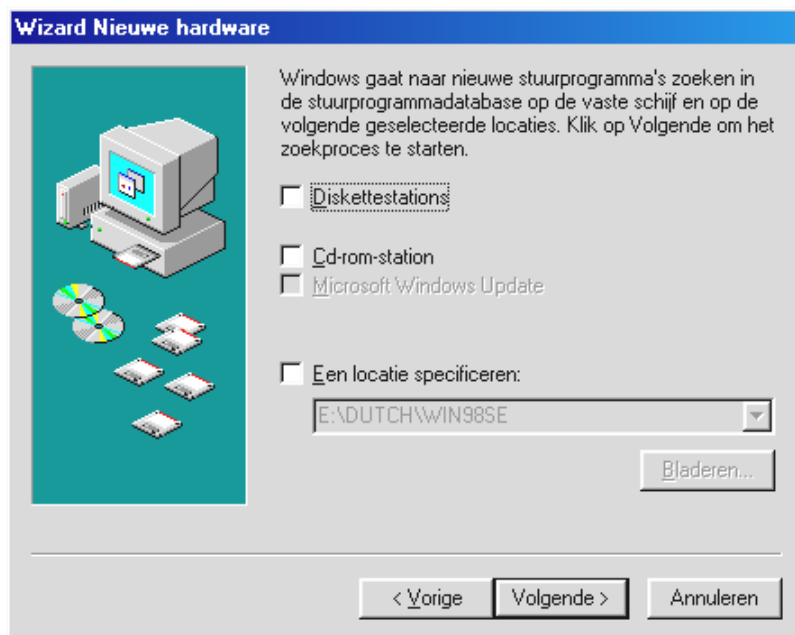 Wizard Nieuwe hardware
Windows gaat naar nieuwe stuurprogramma's zoeken in
de stuurprogrammadatabase op de vaste schijf en op de
volgende geselecteerde locaties. Klik op Volgende om het
zoekproces te starten.
Diskettestations
Cd-rom-station
Microsoft Windows Update
Een locatie specificeren:
E:\DUTCH\WIN98SE
Bladeren...
< Vorige
Volgende >
Annuleren